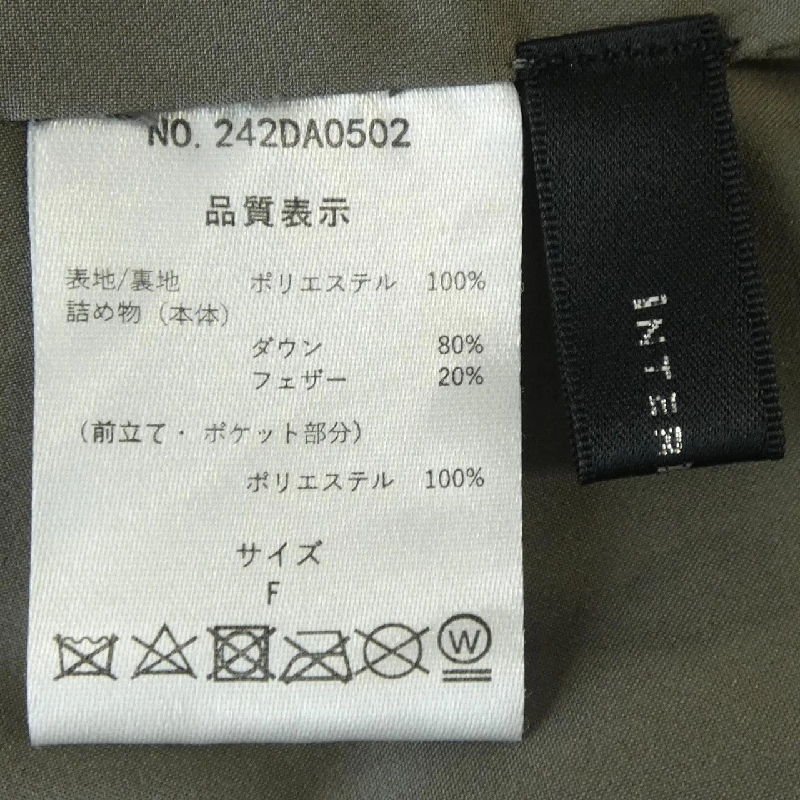 NO. 242DA0502
品質表示
表地/裏地 ポリエステル 100%
詰め物（本体）
ダウン 80%
フェザー 20%
（前立て・ポケット部分）
ポリエステル 100%
サイズ
F
W